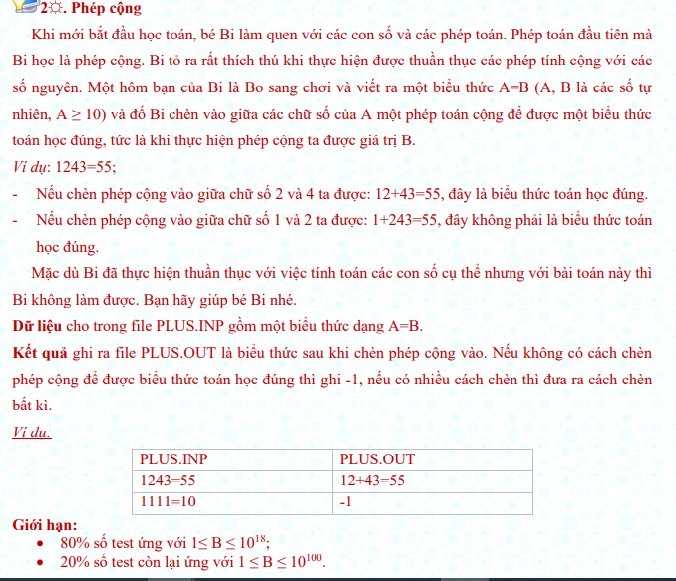 2☼. Phép cộng
Khi mới bắt đầu học toán, bé Bi làm quen với các con số và các phép toán. Phép toán đầu tiên mà
Bi học là phép cộng. Bi tỏ ra rất thích thú khi thực hiện được thuần thục các phép tính cộng với các
số nguyên. Một hôm bạn của Bi là Bo sang chơi và viết ra một biểu thức A=B (A, B là các số tự
nhiên, A ≥ 10) và đố Bi chèn vào giữa các chữ số của A một phép toán cộng để được một biểu thức
toán học đúng, tức là khi thực hiện phép cộng ta được giá trị B.
Ví dụ: 1243=55;
- Nếu chèn phép cộng vào giữa chữ số 2 và 4 ta được: 12+43=55, đây là biểu thức toán học đúng.
- Nếu chèn phép cộng vào giữa chữ số 1 và 2 ta được: 1+243=55, đây không phải là biểu thức toán
học đúng.
Mặc dù Bi đã thực hiện thuần thục với việc tính toán các con số cụ thể nhưng với bài toán này thì
Bi không làm được. Bạn hãy giúp bé Bi nhé.
Dữ liệu cho trong file PLUS.INP gồm một biểu thức dạng A=B.
Kết quả ghi ra file PLUS.OUT là biểu thức sau khi chèn phép cộng vào. Nếu không có cách chèn
phép cộng để được biểu thức toán học đúng thì ghi -1, nếu có nhiều cách chèn thì đưa ra cách chèn
bất kì.
Ví dụ:
PLUS.INP PLUS.OUT
1243=55 12+43=55
1111=10 -1
Giới hạn:
• 80% số test ứng với 1≤ B ≤ 10¹⁸;
• 20% số test còn lại ứng với 1 ≤ B ≤ 10¹⁰⁰.